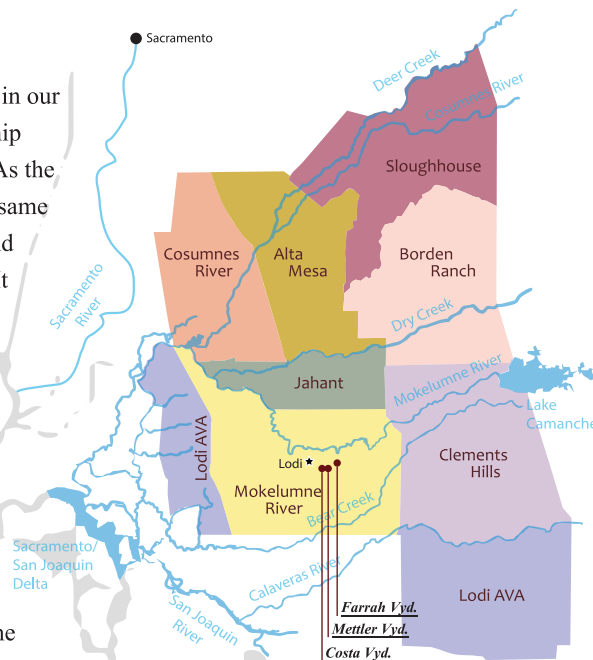 Sacramento
in our
ship
As the
same
Deer Creek
Cosumnes River
Sloughhouse
Cosumnes
River
Alta
Mesa
Borden
Ranch
Sacramento
River
Dry Creek
Jahant
Mokelumne River
Lake
Camanche
Lodi AVA
Lodi
Mokelumne
River
Clements
Hills
Bear Creek
Sacramento/
San Joaquin
Delta
Calaveras River
San Joaquin
River
Lodi AVA
Farrah Vyd.
Mettler Vyd.
Costa Vyd.